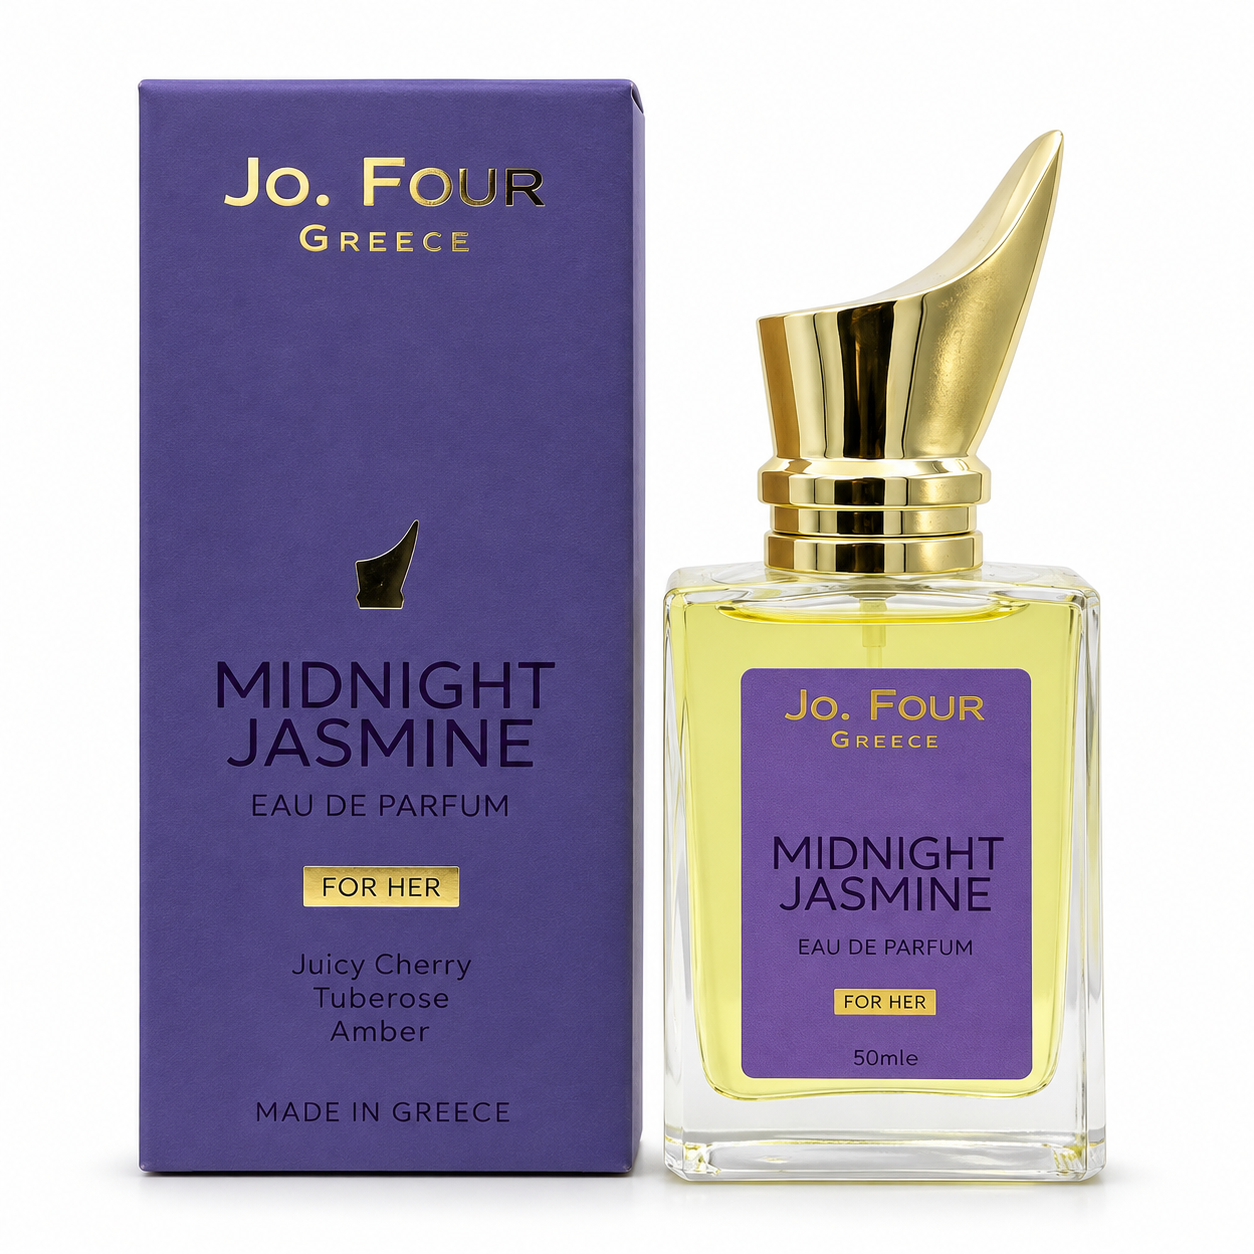 Jo. Four
Greece
MIDNIGHT
JASMINE
EAU DE PARFUM
FOR HER
Juicy Cherry
Tuberose
Amber
MADE IN GREECE
Jo. Four
Greece
MIDNIGHT
JASMINE
EAU DE PARFUM
FOR HER
50mle